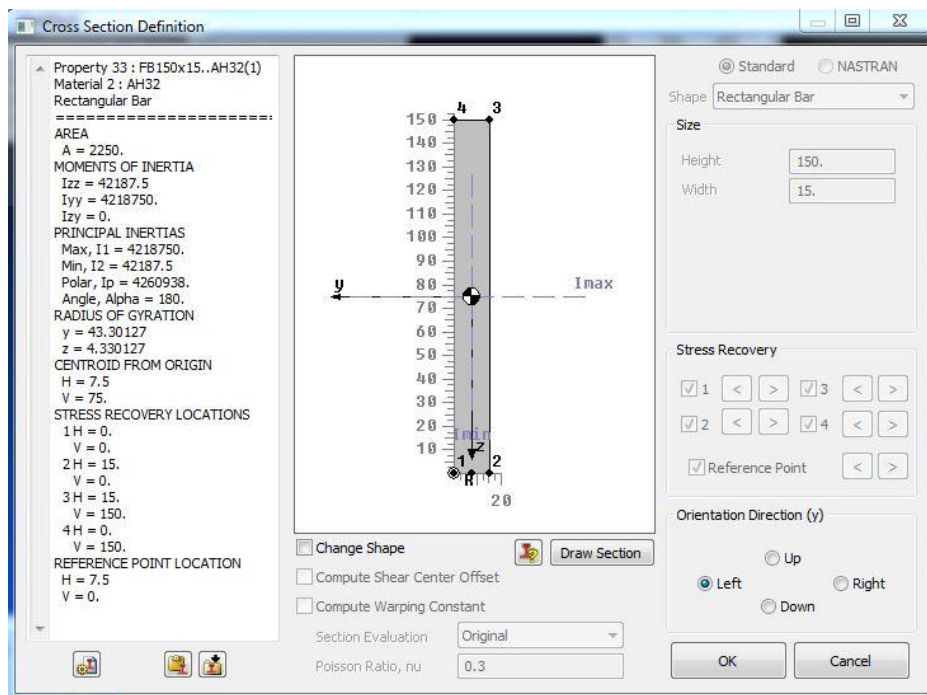 Cross Section Definition
Property 33 : FB150x15..AH32(1)
Material 2 : AH32
Rectangular Bar
=====================:
AREA
A = 2250.
MOMENTS OF INERTIA
Izz = 42187.5
Iyy = 4218750.
Izy = 0.
PRINCIPAL INERTIAS
Max, I1 = 4218750.
Min, I2 = 42187.5
Polar, Ip = 4260938.
Angle, Alpha = 180.
RADIUS OF GYRATION
y = 43.30127
z = 4.330127
CENTROID FROM ORIGIN
H = 7.5
V = 75.
STRESS RECOVERY LOCATIONS
1 H = 0.
V = 0.
2 H = 15.
V = 0.
3 H = 15.
V = 150.
4 H = 0.
V = 150.
REFERENCE POINT LOCATION
H = 7.5
V = 0.
4 3
150
140
130
120
110
100
90
80
70
60
50
40
30
20
10
y
Imax
Imin
z
1 2
R
20
Change Shape
Draw Section
Compute Shear Center Offset
Compute Warping Constant
Section Evaluation Original
Poisson Ratio, nu 0.3
Standard NASTRAN
Shape Rectangular Bar
Size
Height 150.
Width 15.
Stress Recovery
1 < > 3 < >
2 < > 4 < >
Reference Point < >
Orientation Direction (y)
Up
Left Right
Down
OK Cancel